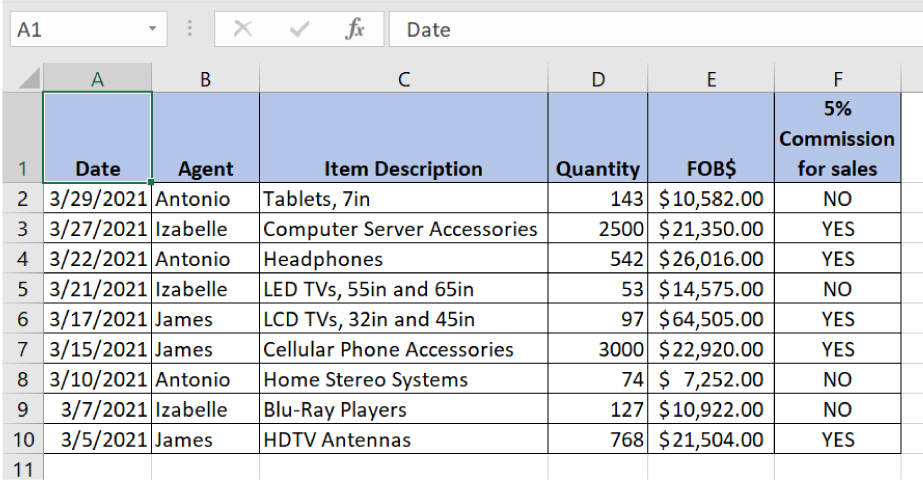 A1 fx Date
A B C D E F
1 Date Agent Item Description Quantity FOB$ 5% Commission for sales
2 3/29/2021 Antonio Tablets, 7in 143 $10,582.00 NO
3 3/27/2021 Izabelle Computer Server Accessories 2500 $21,350.00 YES
4 3/22/2021 Antonio Headphones 542 $26,016.00 YES
5 3/21/2021 Izabelle LED TVs, 55in and 65in 53 $14,575.00 NO
6 3/17/2021 James LCD TVs, 32in and 45in 97 $64,505.00 YES
7 3/15/2021 James Cellular Phone Accessories 3000 $22,920.00 YES
8 3/10/2021 Antonio Home Stereo Systems 74 $ 7,252.00 NO
9 3/7/2021 Izabelle Blu-Ray Players 127 $10,922.00 NO
10 3/5/2021 James HDTV Antennas 768 $21,504.00 YES
11